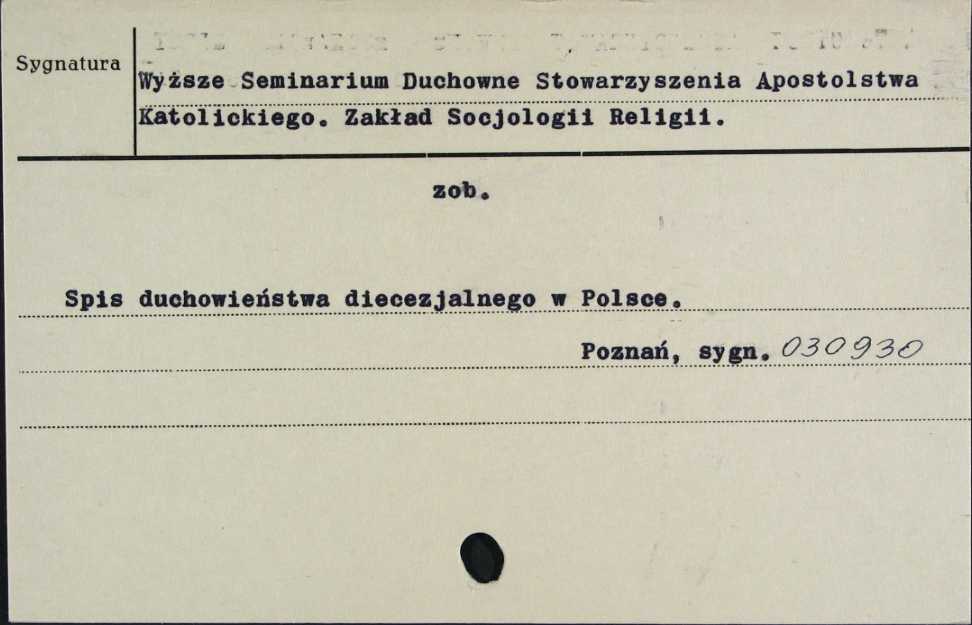 Sygnatura
Wyższe Seminarium Duchowne Stowarzyszenia Apostolstwa
Katolickiego. Zakład Socjologii Religii.
zob.
Spis duchowieństwa diecezjalnego w Polsce.
Poznań, sygn. 030930